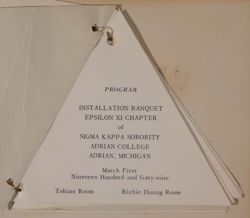 PROGRAM
INSTALLATION BANQUET
EPSILON XI CHAPTER
of
SIGMA KAPPA SORORITY
ADRIAN COLLEGE
ADRIAN, MICHIGAN
March First
Nineteen Hundred and Sixty-nine
Tobias Room Richie Dining Room